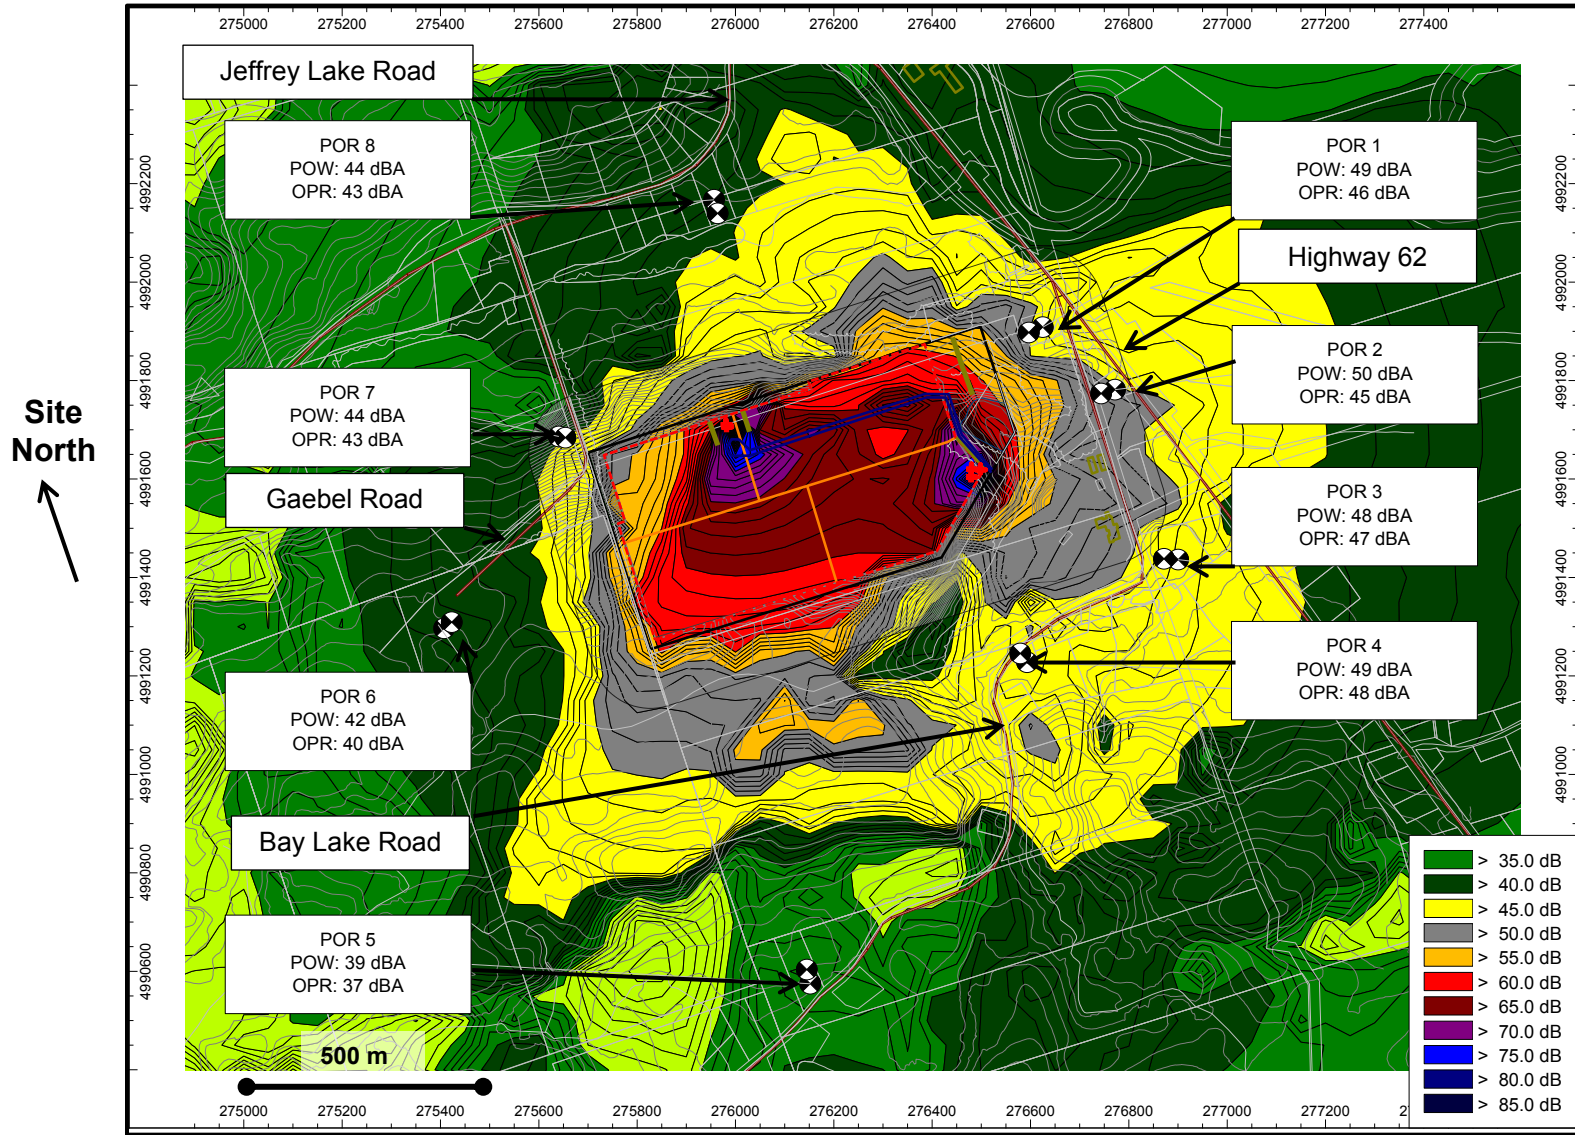 275000 275200 275400 275600 275800 276000 276200 276400 276600 276800 277000 277200 277400
Jeffrey Lake Road
POR 8
POW: 44 dBA
OPR: 43 dBA
POR 1
POW: 49 dBA
OPR: 46 dBA
Highway 62
POR 2
POW: 50 dBA
OPR: 45 dBA
POR 7
POW: 44 dBA
OPR: 43 dBA
Site
North
Gaebel Road
POR 3
POW: 48 dBA
OPR: 47 dBA
POR 4
POW: 49 dBA
OPR: 48 dBA
POR 6
POW: 42 dBA
OPR: 40 dBA
Bay Lake Road
POR 5
POW: 39 dBA
OPR: 37 dBA
500 m
4992200
4992000
4991800
4991600
4991400
4991200
4991000
4990800
4990600
4992200
4992000
4991800
4991600
4991400
4991200
4991000
> 35.0 dB
> 40.0 dB
> 45.0 dB
> 50.0 dB
> 55.0 dB
> 60.0 dB
> 65.0 dB
> 70.0 dB
> 75.0 dB
> 80.0 dB
> 85.0 dB
275000 275200 275400 275600 275800 276000 276200 276400 276600 276800 277000 277200